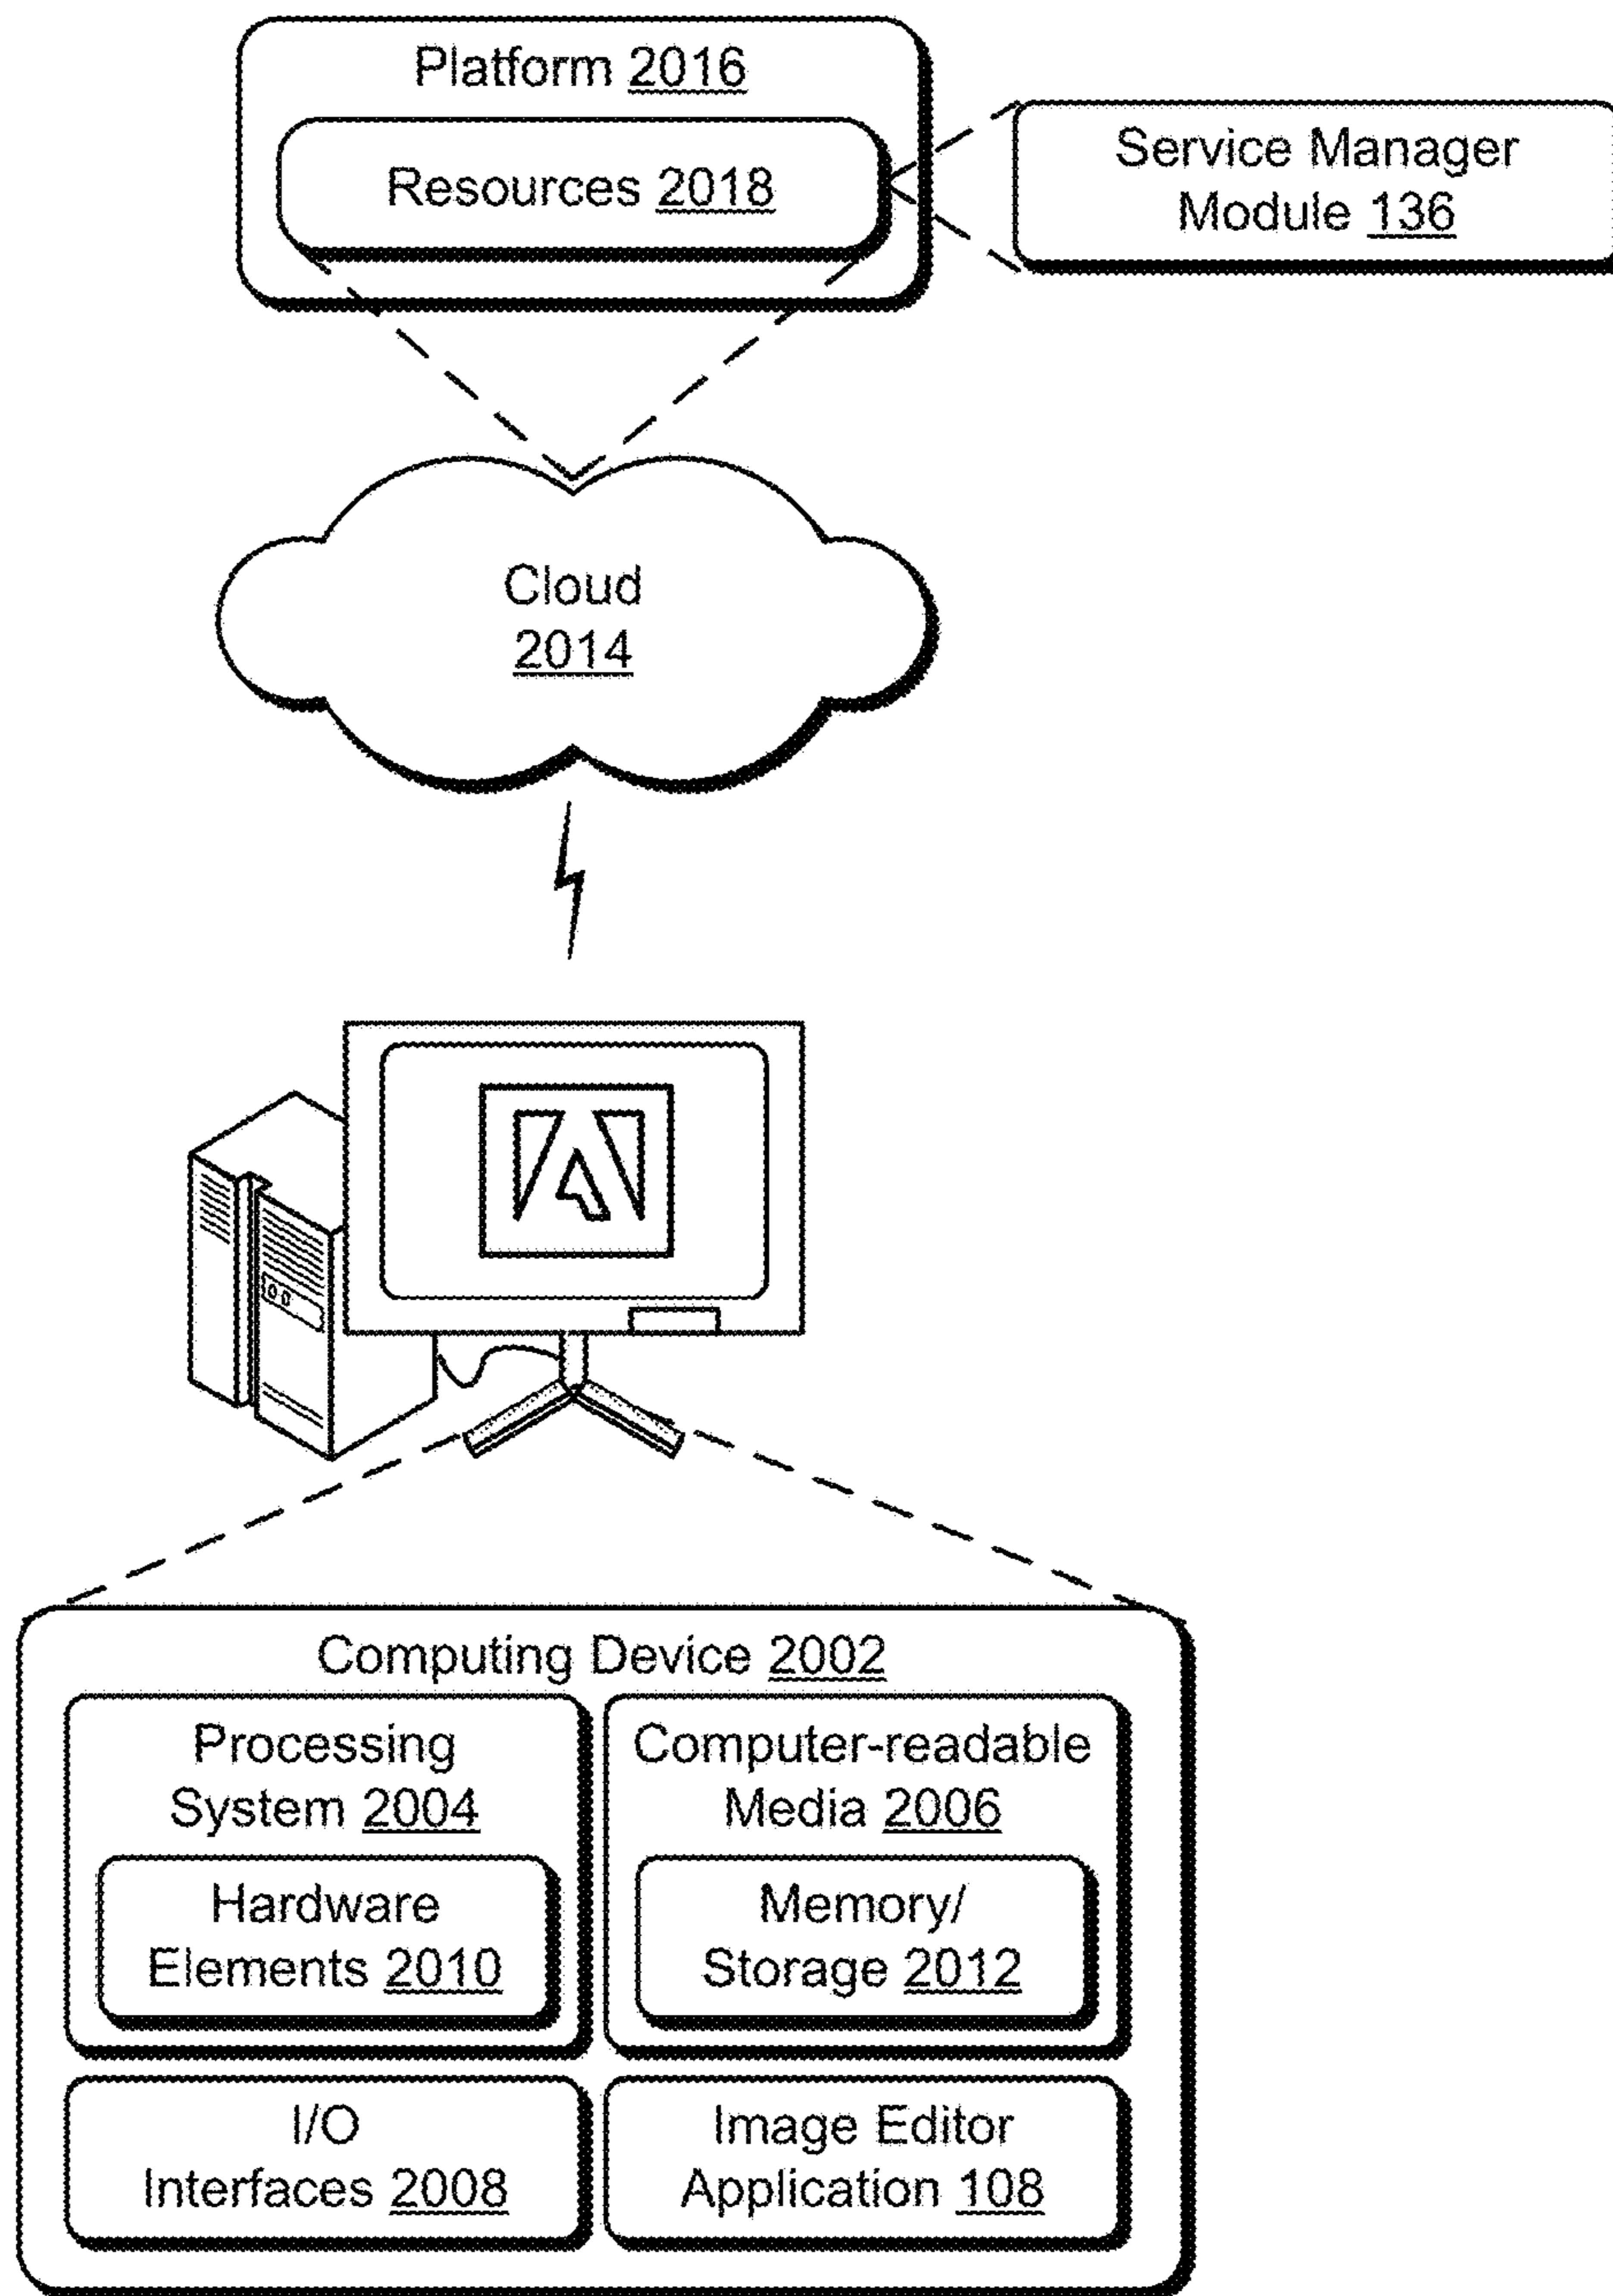 Platform 2016
Resources 2018
Service Manager
Module 136
Cloud
2014
Computing Device 2002
Processing
System 2004
Hardware
Elements 2010
Computer-readable
Media 2006
Memory/
Storage 2012
I/O
Interfaces 2008
Image Editor
Application 108